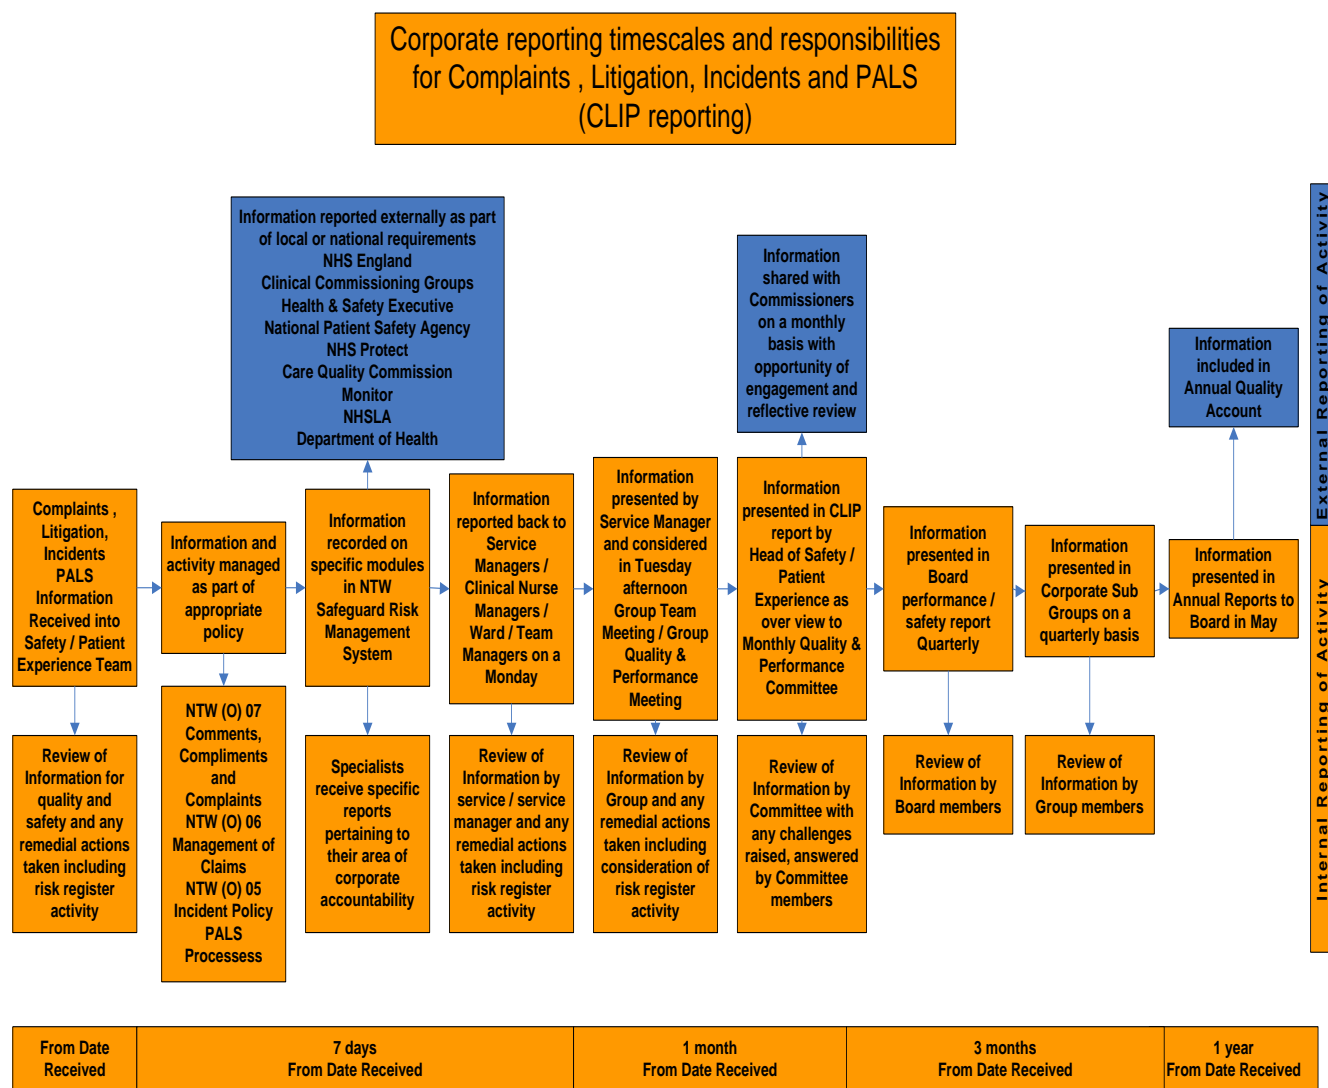 Corporate reporting timescales and responsibilities
for Complaints , Litigation, Incidents and PALS
(CLIP reporting)
Information reported externally as part
of local or national requirements
NHS England
Clinical Commissioning Groups
Health & Safety Executive
National Patient Safety Agency
NHS Protect
Care Quality Commission
Monitor
NHSLA
Department of Health
Information
shared with
Commissioners
on a monthly
basis with
opportunity of
engagement and
reflective review
Information
included in
Annual Quality
Account
External Reporting of Activity
Complaints ,
Litigation,
Incidents
PALS
Information
Received into
Safety / Patient
Experience Team
Information and
activity managed
as part of
appropriate
policy
Information
recorded on
specific modules
in NTW
Safeguard Risk
Management
System
Information
reported back to
Service
Managers /
Clinical Nurse
Managers /
Ward / Team
Managers on a
Monday
Information
presented by
Service Manager
and considered
in Tuesday
afternoon
Group Team
Meeting / Group
Quality &
Performance
Meeting
Information
presented in CLIP
report by
Head of Safety /
Patient
Experience as
over view to
Monthly Quality &
Performance
Committee
Information
presented in
Board
performance /
safety report
Quarterly
Information
presented in
Corporate Sub
Groups on a
quarterly basis
Information
presented in
Annual Reports to
Board in May
Internal Reporting of Activity
Review of
Information for
quality and
safety and any
remedial actions
taken including
risk register
activity
NTW (O) 07
Comments,
Compliments
and
Complaints
NTW (O) 06
Management of
Claims
NTW (O) 05
Incident Policy
PALS
Processess
Specialists
receive specific
reports
pertaining to
their area of
corporate
accountability
Review of
Information by
service / service
manager and any
remedial actions
taken including
risk register
activity
Review of
Information by
Group and any
remedial actions
taken including
consideration of
risk register
activity
Review of
Information by
Committee with
any challenges
raised, answered
by Committee
members
Review of
Information by
Board members
Review of
Information by
Group members
From Date
Received
7 days
From Date Received
1 month
From Date Received
3 months
From Date Received
1 year
From Date Received